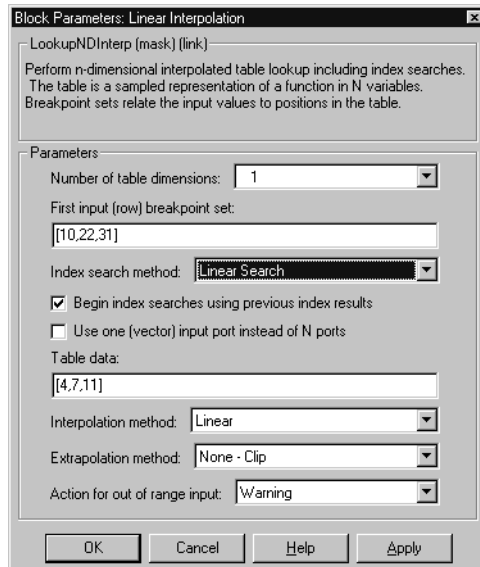 Block Parameters: Linear Interpolation
LookupNDInterp (mask) (link)
Perform n-dimensional interpolated table lookup including index searches.
The table is a sampled representation of a function in N variables.
Breakpoint sets relate the input values to positions in the table.
Parameters
Number of table dimensions: 1
First input (row) breakpoint set:
[10,22,31]
Index search method: Linear Search
Begin index searches using previous index results
Use one (vector) input port instead of N ports
Table data:
[4,7,11]
Interpolation method: Linear
Extrapolation method: None - Clip
Action for out of range input: Warning
OK Cancel Help Apply